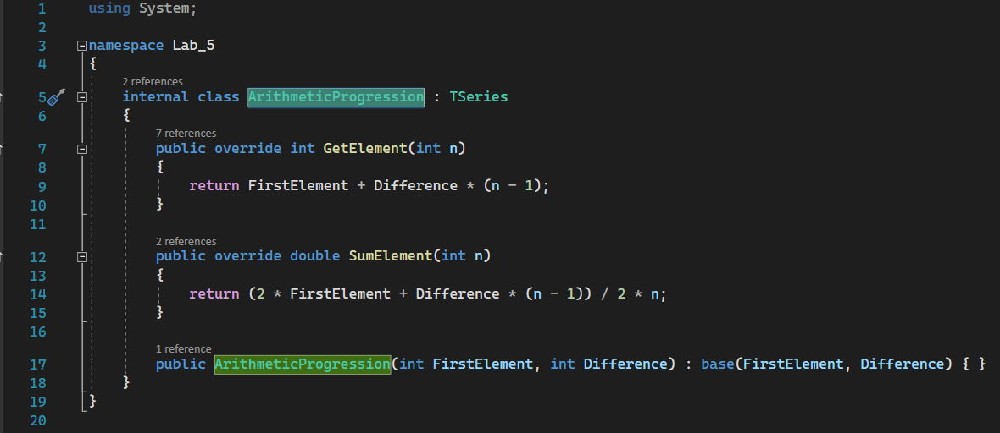 1 using System;
2
3 namespace Lab_5
4 {
2 references
5 internal class ArithmeticProgression : TSeries
6 {
7 references
7 public override int GetElement(int n)
8 {
9 return FirstElement + Difference * (n - 1);
10 }
11
2 references
12 public override double SumElement(int n)
13 {
14 return (2 * FirstElement + Difference * (n - 1)) / 2 * n;
15 }
16
1 reference
17 public ArithmeticProgression(int FirstElement, int Difference) : base(FirstElement, Difference) { }
18 }
19 }
20